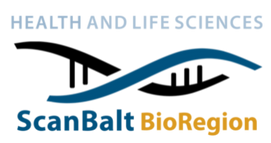 HEALTH AND LIFE SCIENCES
ScanBalt BioRegion